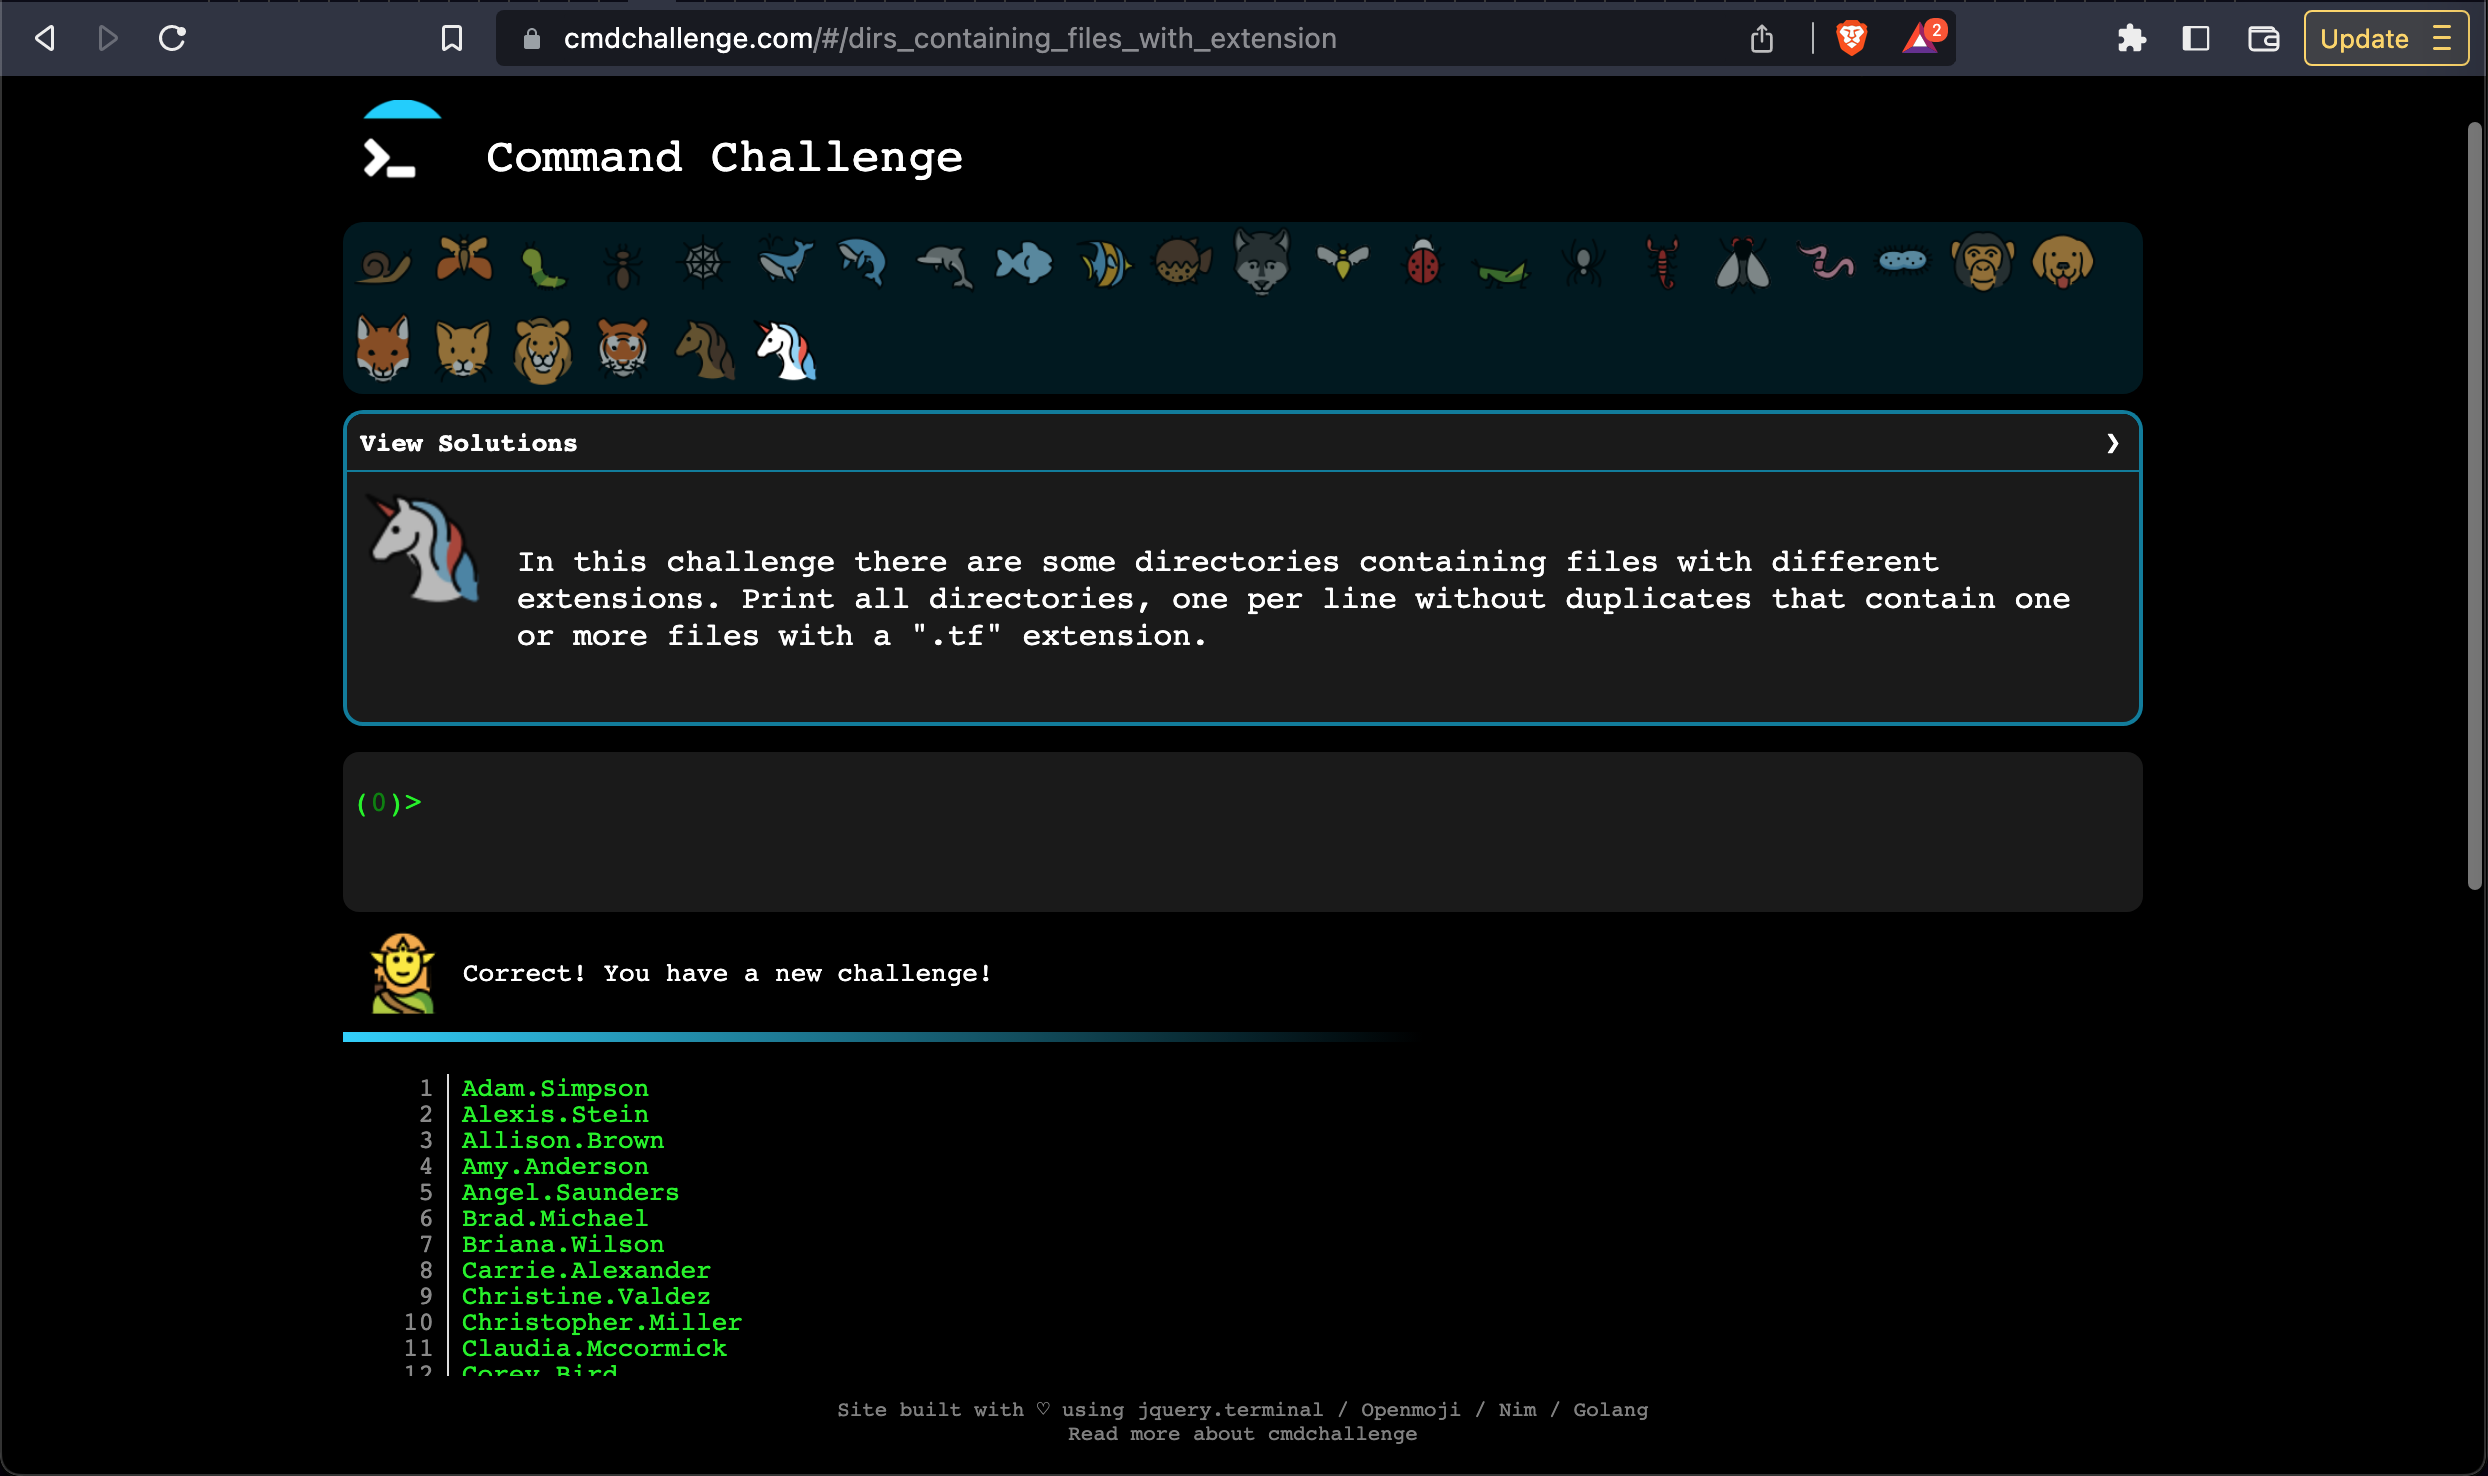 cmdchallenge.com/#/dirs_containing_files_with_extension
2
Update
>_
Command Challenge
View Solutions
In this challenge there are some directories containing files with different
extensions. Print all directories, one per line without duplicates that contain one
or more files with a ".tf" extension.
(0)>
Correct! You have a new challenge!
1 Adam.Simpson
2 Alexis.Stein
3 Allison.Brown
4 Amy.Anderson
5 Angel.Saunders
6 Brad.Michael
7 Briana.Wilson
8 Carrie.Alexander
9 Christine.Valdez
10 Christopher.Miller
11 Claudia.Mccormick
12 Corey.Bird
Site built with ♡ using jquery.terminal / Openmoji / Nim / Golang
Read more about cmdchallenge